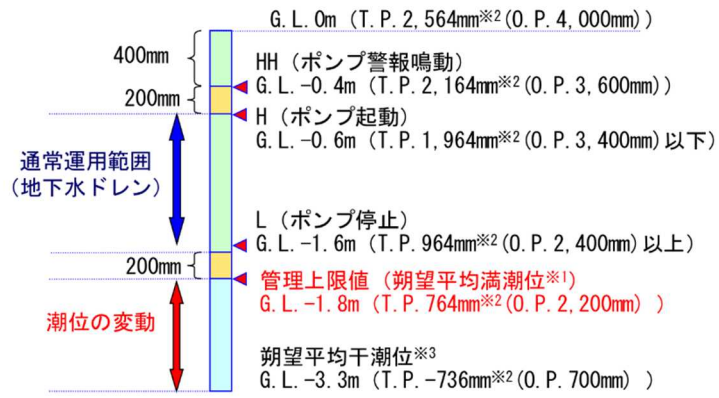 G.L.0m (T.P.2,564mm※2(O.P.4,000mm))
400mm
HH（ポンプ警報鳴動）
G.L.-0.4m (T.P.2,164mm※2(O.P.3,600mm))
200mm
H（ポンプ起動）
G.L.-0.6m (T.P.1,964mm※2(O.P.3,400mm)以下)
通常運用範囲
（地下水ドレン）
L（ポンプ停止）
G.L.-1.6m (T.P.964mm※2(O.P.2,400mm)以上)
200mm
管理上限値（朔望平均満潮位※1）
G.L.-1.8m (T.P.764mm※2(O.P.2,200mm) )
潮位の変動
朔望平均干潮位※3
G.L.-3.3m (T.P.-736mm※2(O.P.700mm) )